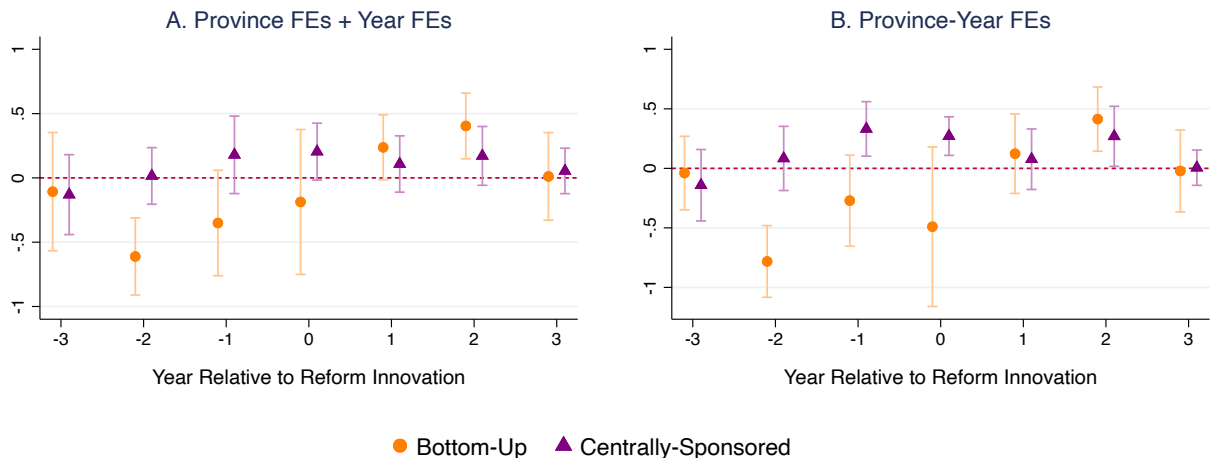 A. Province FEs + Year FEs
1
.5
0
-.5
-1
-3 -2 -1 0 1 2 3
Year Relative to Reform Innovation
B. Province-Year FEs
1
.5
0
-.5
-1
-3 -2 -1 0 1 2 3
Year Relative to Reform Innovation
Bottom-Up Centrally-Sponsored